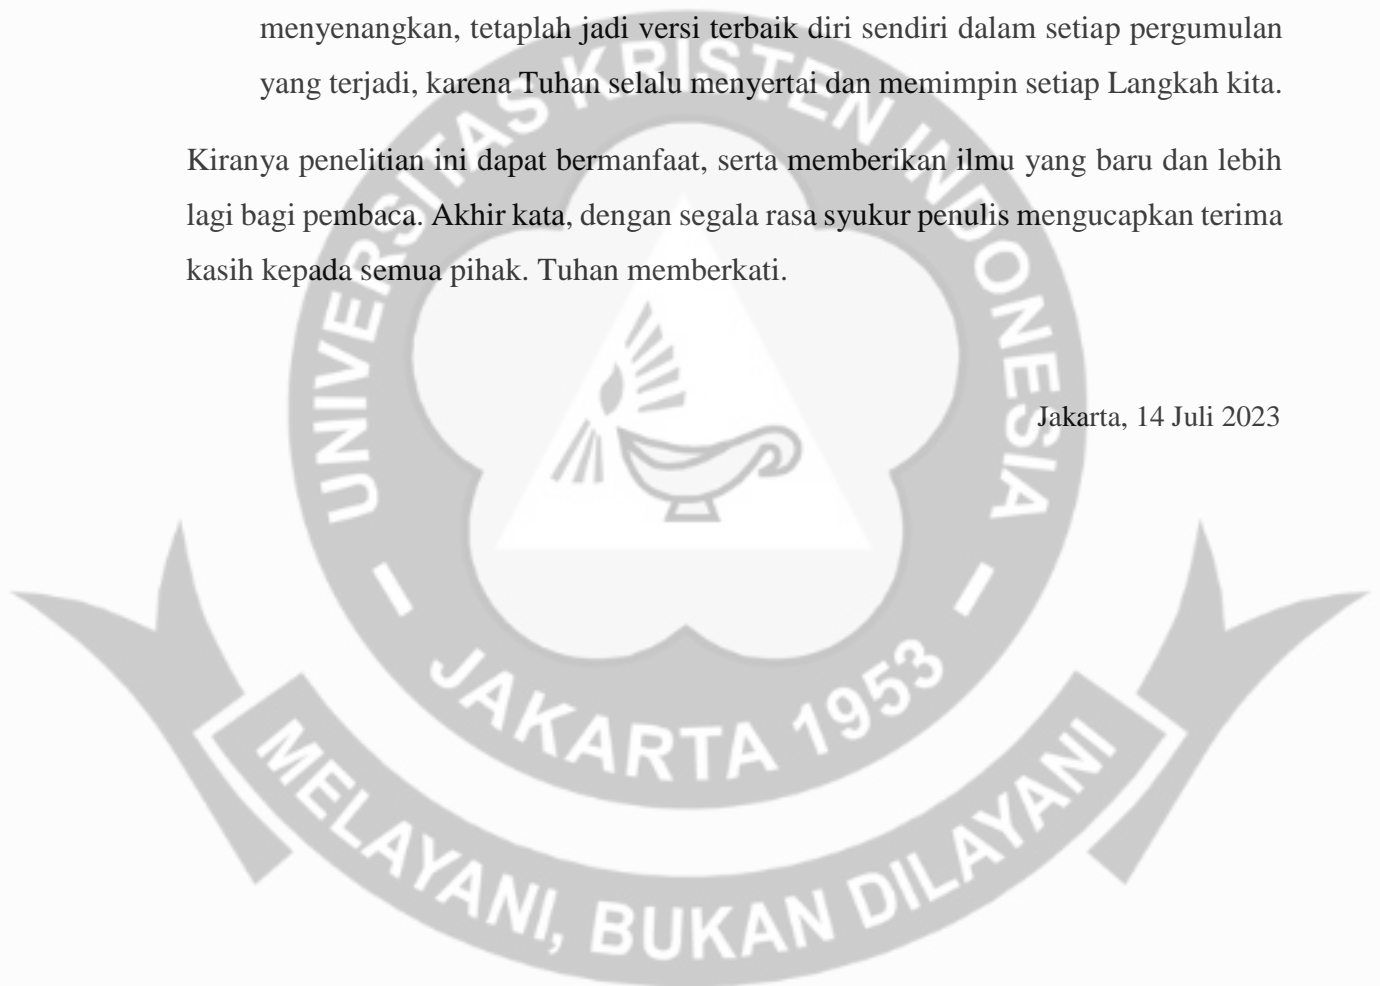 menyenangkan, tetaplah jadi versi terbaik diri sendiri dalam setiap pergumulan
yang terjadi, karena Tuhan selalu menyertai dan memimpin setiap Langkah kita.
Kiranya penelitian ini dapat bermanfaat, serta memberikan ilmu yang baru dan lebih
lagi bagi pembaca. Akhir kata, dengan segala rasa syukur penulis mengucapkan terima
kasih kepada semua pihak. Tuhan memberkati.
Jakarta, 14 Juli 2023
UNIVERSITAS KRISTEN INDONESIA
JAKARTA 1953
MELAYANI, BUKAN DILAYANI